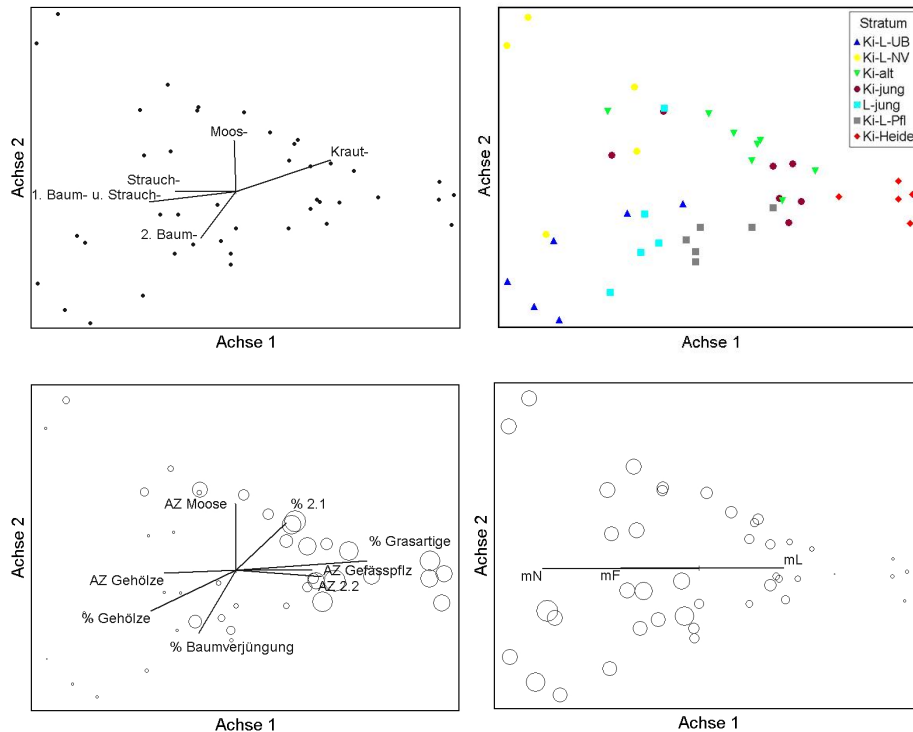 Moos-
Kraut-
Strauch-
1. Baum- u. Strauch-
2. Baum-
Achse 2
Achse 1
Stratum
Ki-L-UB
Ki-L-NV
Ki-alt
Ki-jung
L-jung
Ki-L-Pfl
Ki-Heide
Achse 2
Achse 1
AZ Moose
% 2.1
% Grasartige
AZ Gehölze
AZ Gefässpflz
AZ 2.2
% Gehölze
% Baumverjüngung
Achse 2
Achse 1
mN
mF
mL
Achse 2
Achse 1